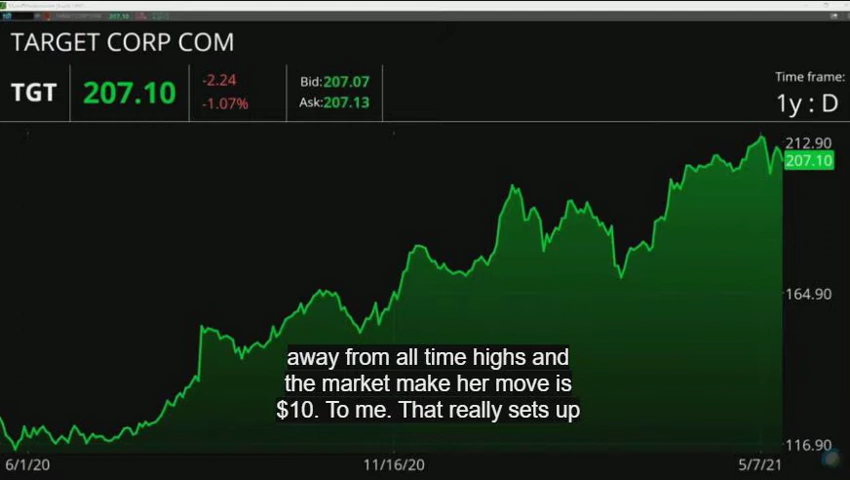 TARGET CORP COM
TGT
207.10
-2.24
-1.07%
Bid:207.07
Ask:207.13
Time frame:
1y : D
212.90
207.10
164.90
116.90
away from all time highs and
the market make her move is
$10. To me. That really sets up
6/1/20
11/16/20
5/7/21